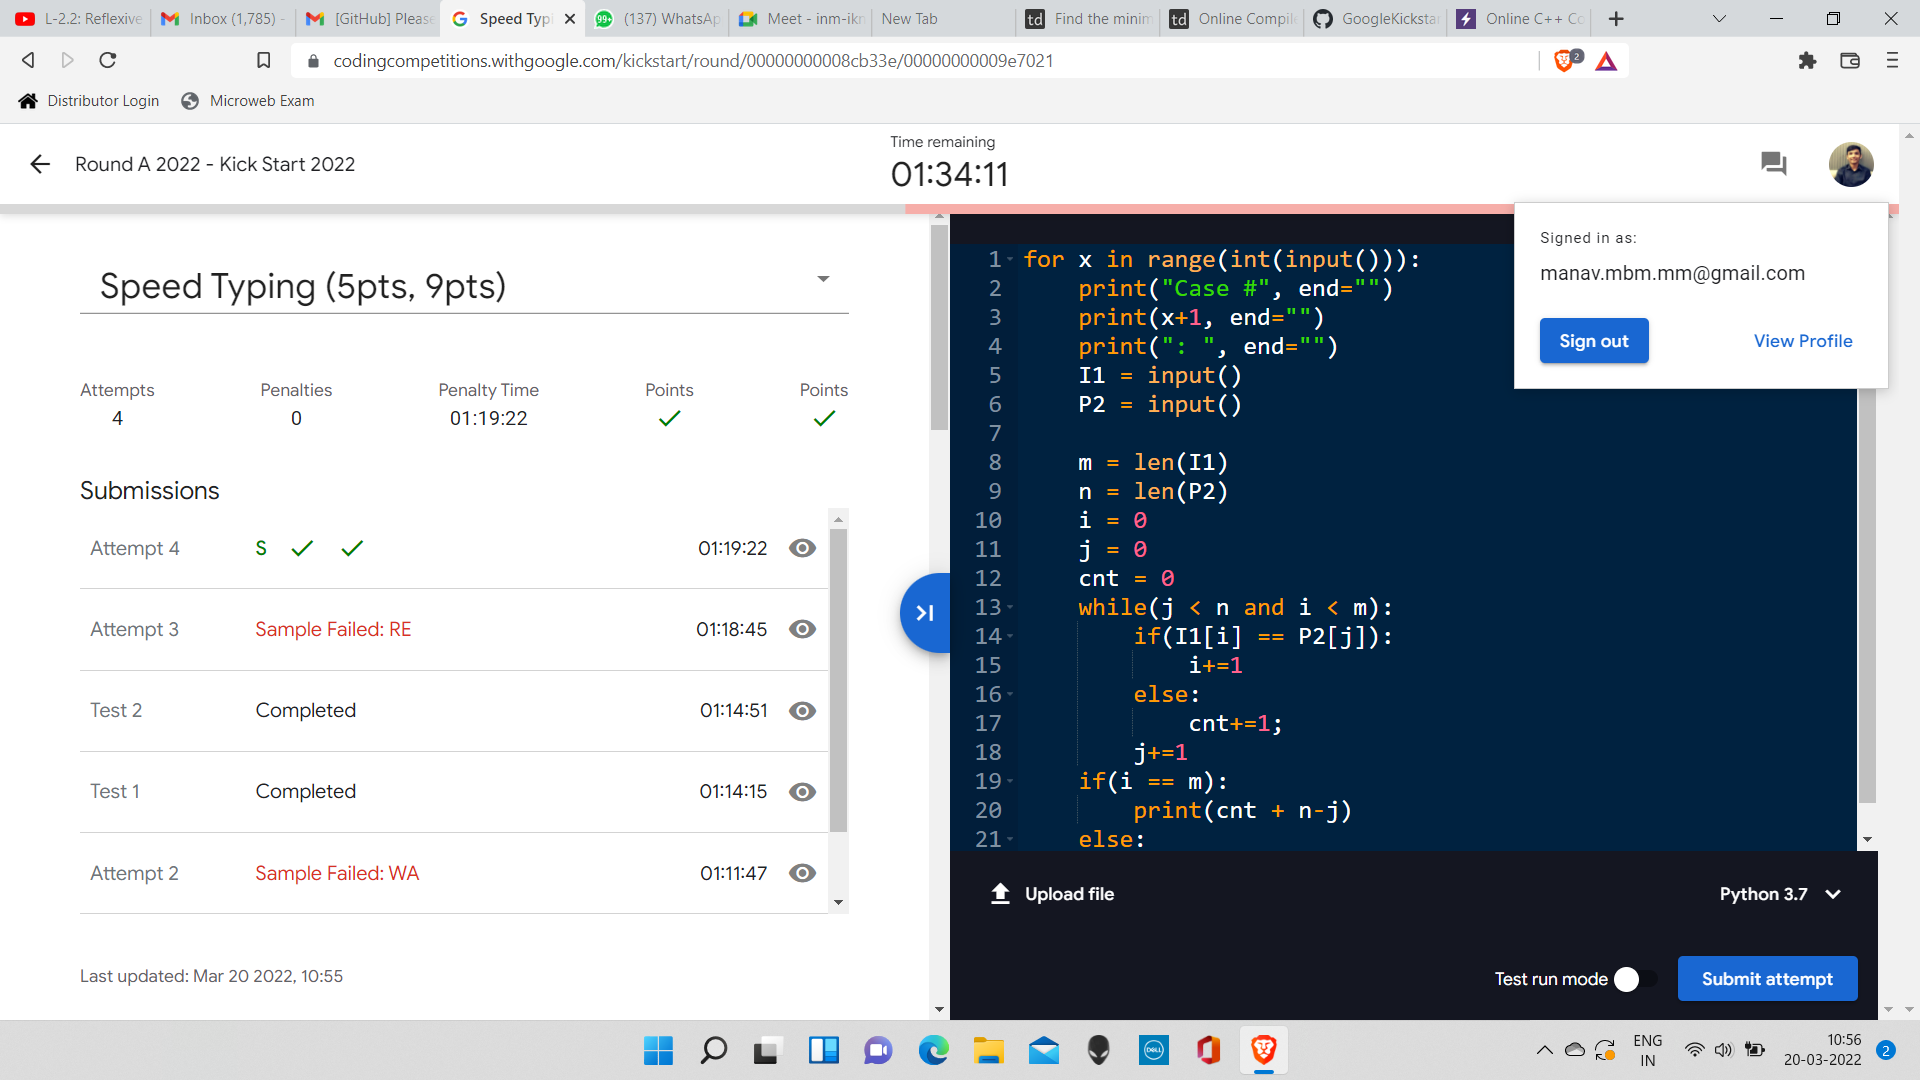 L-2.2: Reflexive
Inbox (1,785) -
[GitHub] Please
Speed Typi
(137) WhatsAp
Meet - inm-ikn
New Tab
Find the minim
Online Compile
GoogleKickstar
Online C++ Co
codingcompetitions.withgoogle.com/kickstart/round/00000000008cb33e/00000000009e7021
2
Distributor Login
Microweb Exam
Round A 2022 - Kick Start 2022
Time remaining
01:34:11
Signed in as:
manav.mbm.mm@gmail.com
Sign out
View Profile
Speed Typing (5pts, 9pts)
Attempts Penalties Penalty Time Points Points
4 0 01:19:22
Submissions
Attempt 4 S 01:19:22
Attempt 3 Sample Failed: RE 01:18:45
Test 2 Completed 01:14:51
Test 1 Completed 01:14:15
Attempt 2 Sample Failed: WA 01:11:47
Last updated: Mar 20 2022, 10:55
1 for x in range(int(input())):
2 print("Case #", end="")
3 print(x+1, end="")
4 print(": ", end="")
5 I1 = input()
6 P2 = input()
7
8 m = len(I1)
9 n = len(P2)
10 i = 0
11 j = 0
12 cnt = 0
13 while(j < n and i < m):
14 if(I1[i] == P2[j]):
15 i+=1
16 else:
17 cnt+=1;
18 j+=1
19 if(i == m):
20 print(cnt + n-j)
21 else:
Upload file
Python 3.7
Test run mode
Submit attempt
DELL
ENG
IN
10:56
20-03-2022
2